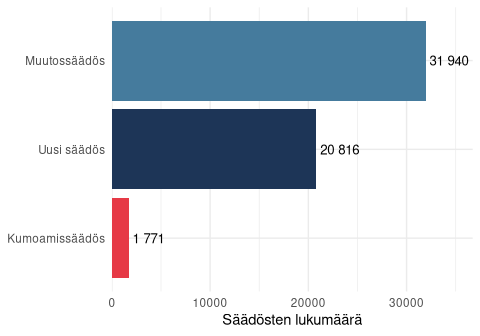 Muutossäädös
31 940
Uusi säädös
20 816
Kumoamissäädös
1 771
0 10000 20000 30000
Säädösten lukumäärä